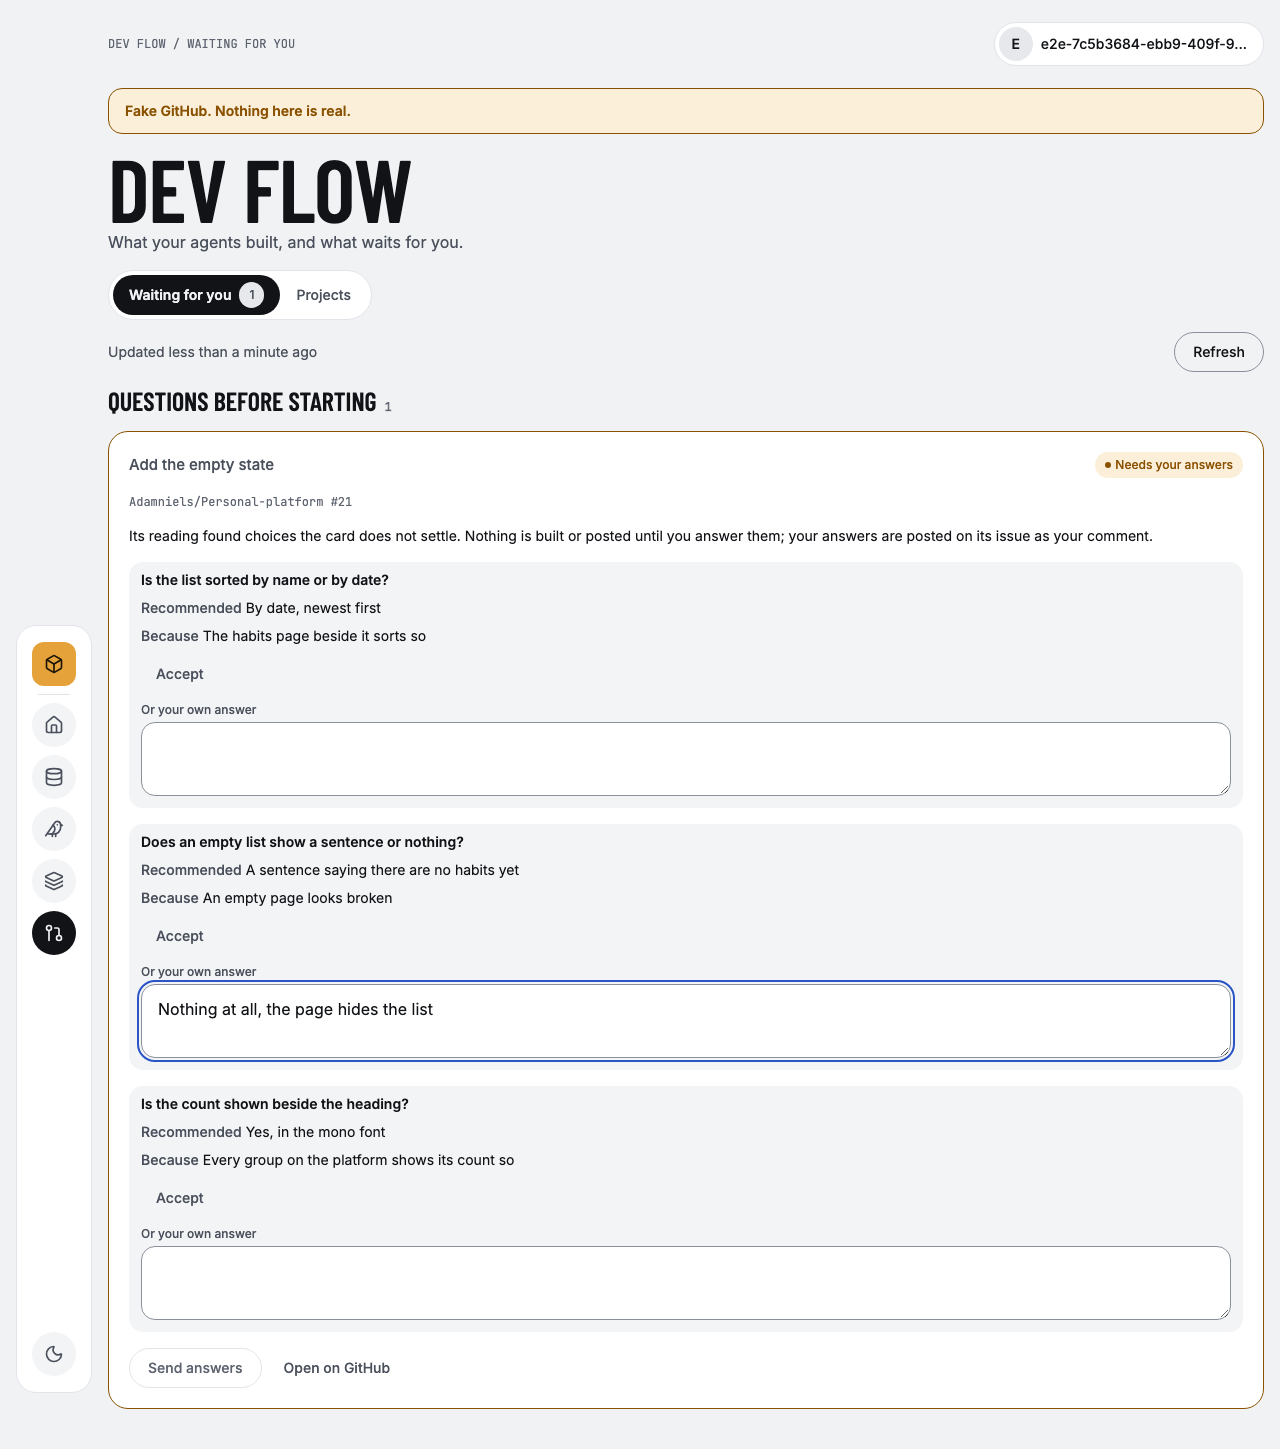 DEV FLOW / WAITING FOR YOU
E e2e-7c5b3684-ebb9-409f-9...
Fake GitHub. Nothing here is real.
DEV FLOW
What your agents built, and what waits for you.
Waiting for you 1 Projects
Updated less than a minute ago
Refresh
QUESTIONS BEFORE STARTING 1
Add the empty state
Needs your answers
Adamniels/Personal-platform #21
Its reading found choices the card does not settle. Nothing is built or posted until you answer them; your answers are posted on its issue as your comment.
Is the list sorted by name or by date?
Recommended By date, newest first
Because The habits page beside it sorts so
Accept
Or your own answer
Does an empty list show a sentence or nothing?
Recommended A sentence saying there are no habits yet
Because An empty page looks broken
Accept
Or your own answer
Nothing at all, the page hides the list
Is the count shown beside the heading?
Recommended Yes, in the mono font
Because Every group on the platform shows its count so
Accept
Or your own answer
Send answers Open on GitHub